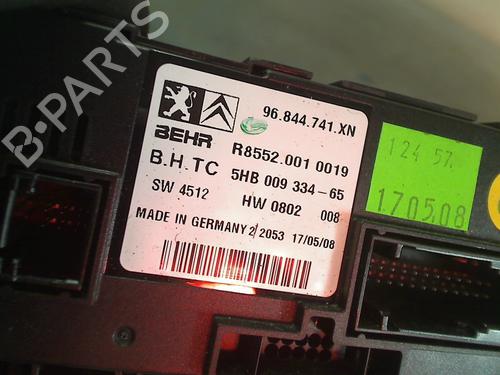 96.844.741.XN
BEHR R8552.001 0019
B.H.TC 5HB 009 334-65
SW 4512 HW 0802 008
MADE IN GERMANY 2/2053 17/05/08
124 57.
170508
B-PARTS